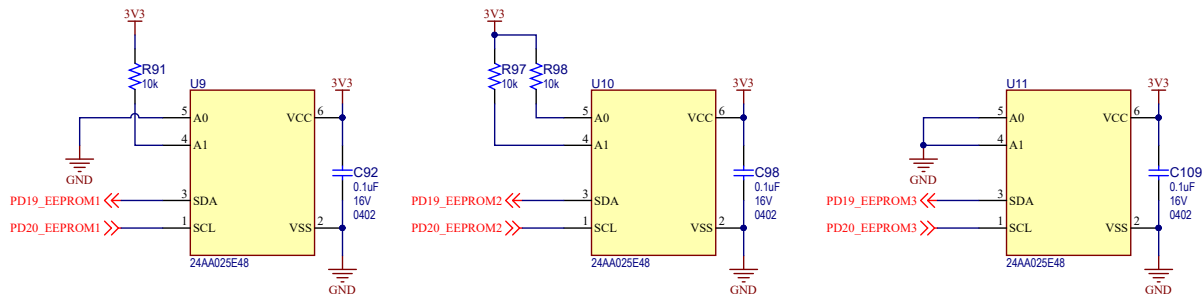 3V3
R91
10k
U9
3V3
5
A0
VCC
6
4
A1
C92
0.1uF
16V
0402
GND
PD19_EEPROM1
3
SDA
PD20_EEPROM1
1
SCL
VSS
2
24AA025E48
GND
3V3
R97
10k
R98
10k
U10
3V3
5
A0
VCC
6
4
A1
C98
0.1uF
16V
0402
PD19_EEPROM2
3
SDA
PD20_EEPROM2
1
SCL
VSS
2
24AA025E48
GND
U11
3V3
5
A0
VCC
6
4
A1
GND
C109
0.1uF
16V
0402
PD19_EEPROM3
3
SDA
PD20_EEPROM3
1
SCL
VSS
2
24AA025E48
GND